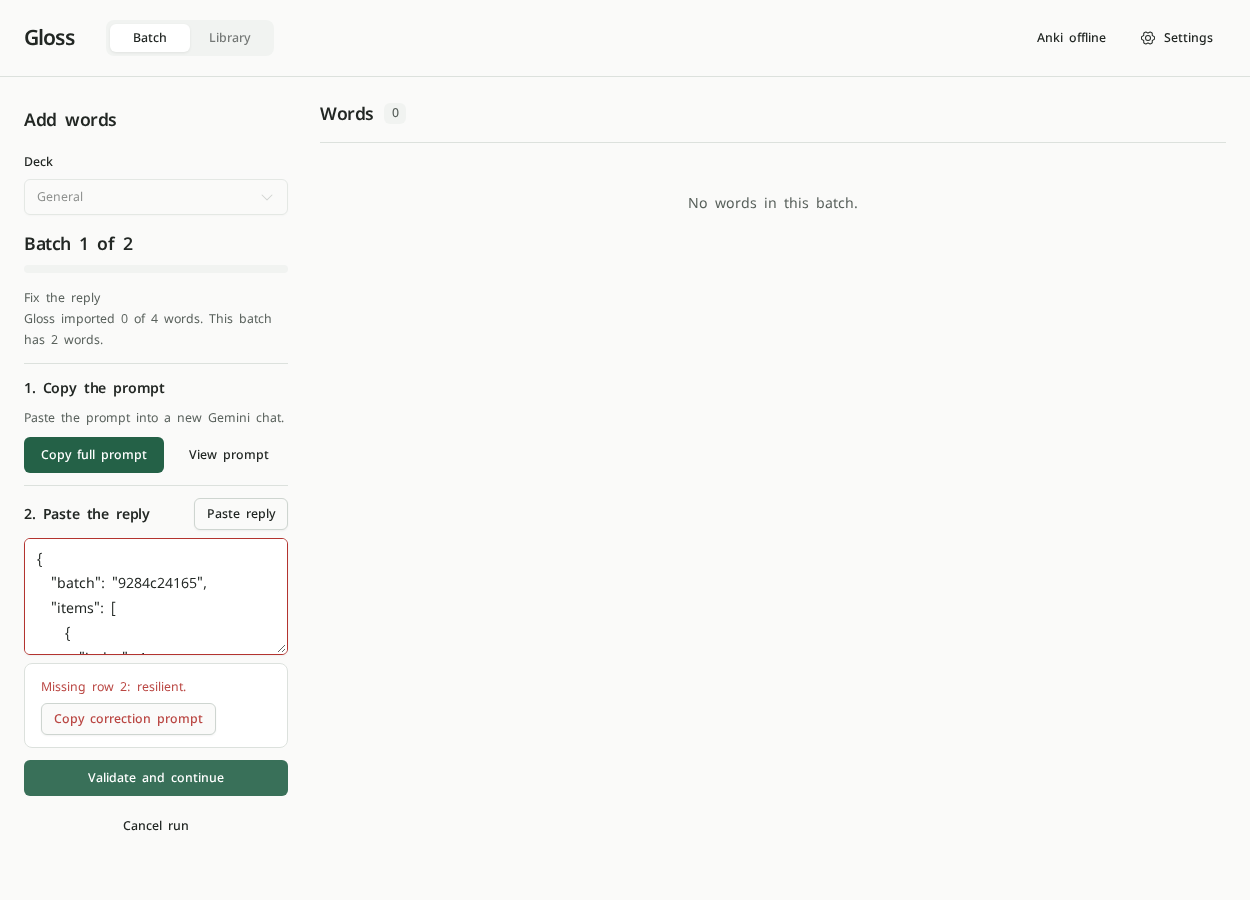 Gloss
Batch
Library
Anki offline
Settings
Add words
Deck
General
Batch 1 of 2
Fix the reply
Gloss imported 0 of 4 words. This batch
has 2 words.
1. Copy the prompt
Paste the prompt into a new Gemini chat.
Copy full prompt
View prompt
2. Paste the reply
Paste reply
{
"batch": "9284c24165",
"items": [
{
Missing row 2: resilient.
Copy correction prompt
Validate and continue
Cancel run
Words 0
No words in this batch.